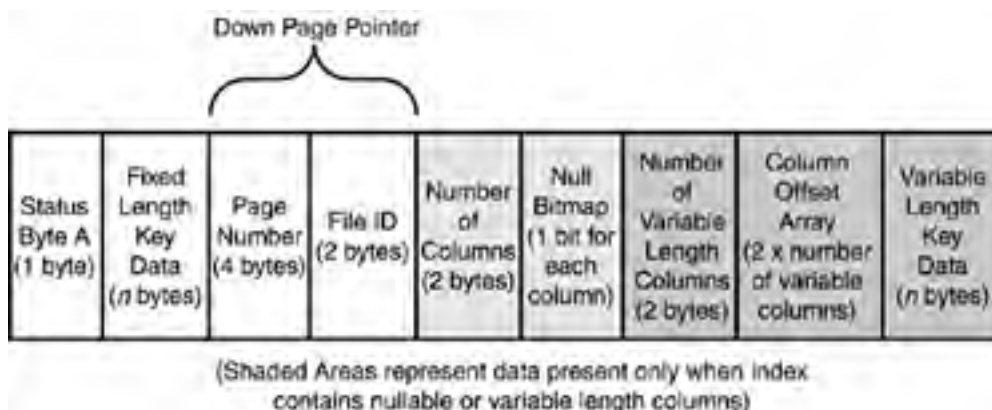 Down Page Pointer
Status
Byte A
(1 byte)
Fixed
Length
Key
Data
(n bytes)
Page
Number
(4 bytes)
File ID
(2 bytes)
Number
of
Columns
(2 bytes)
Null
Bitmap
(1 bit for
each
column)
Number
of
Variable
Length
Columns
(2 bytes)
Column
Offset
Array
(2 x number
of variable
columns)
Variable
Length
Key
Data
(n bytes)
(Shaded Areas represent data present only when index
contains nullable or variable length columns)